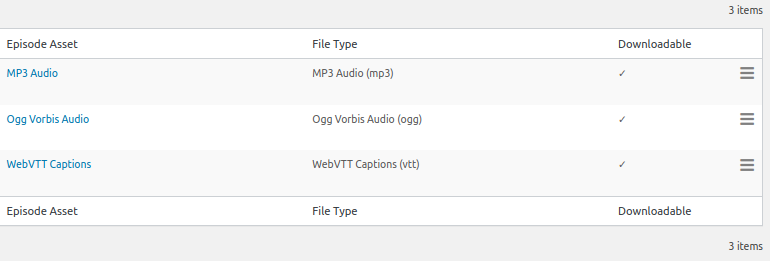 3 items
Episode Asset File Type Downloadable
MP3 Audio MP3 Audio (mp3) ✓
Ogg Vorbis Audio Ogg Vorbis Audio (ogg) ✓
WebVTT Captions WebVTT Captions (vtt) ✓
Episode Asset File Type Downloadable
3 items